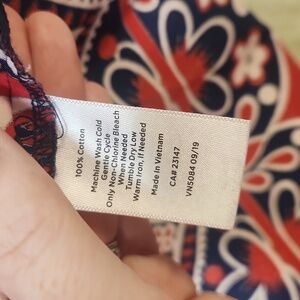 100% Cotton
Machine Wash Cold
Gentle Cycle
Only Non-Chlorine Bleach
When Needed
Tumble Dry Low
Warm Iron, If Needed
Made In Vietnam
CA# 23147
VN5084 09/19